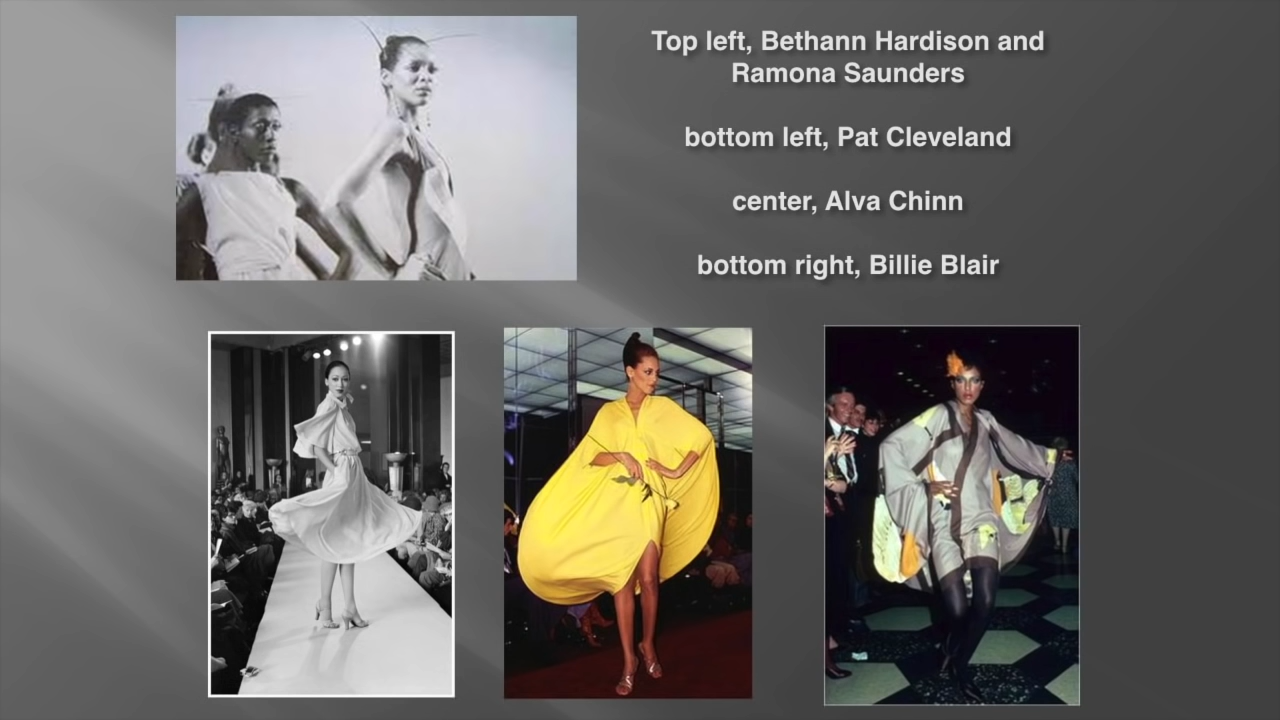 Top left, Bethann Hardison and
Ramona Saunders
bottom left, Pat Cleveland
center, Alva Chinn
bottom right, Billie Blair